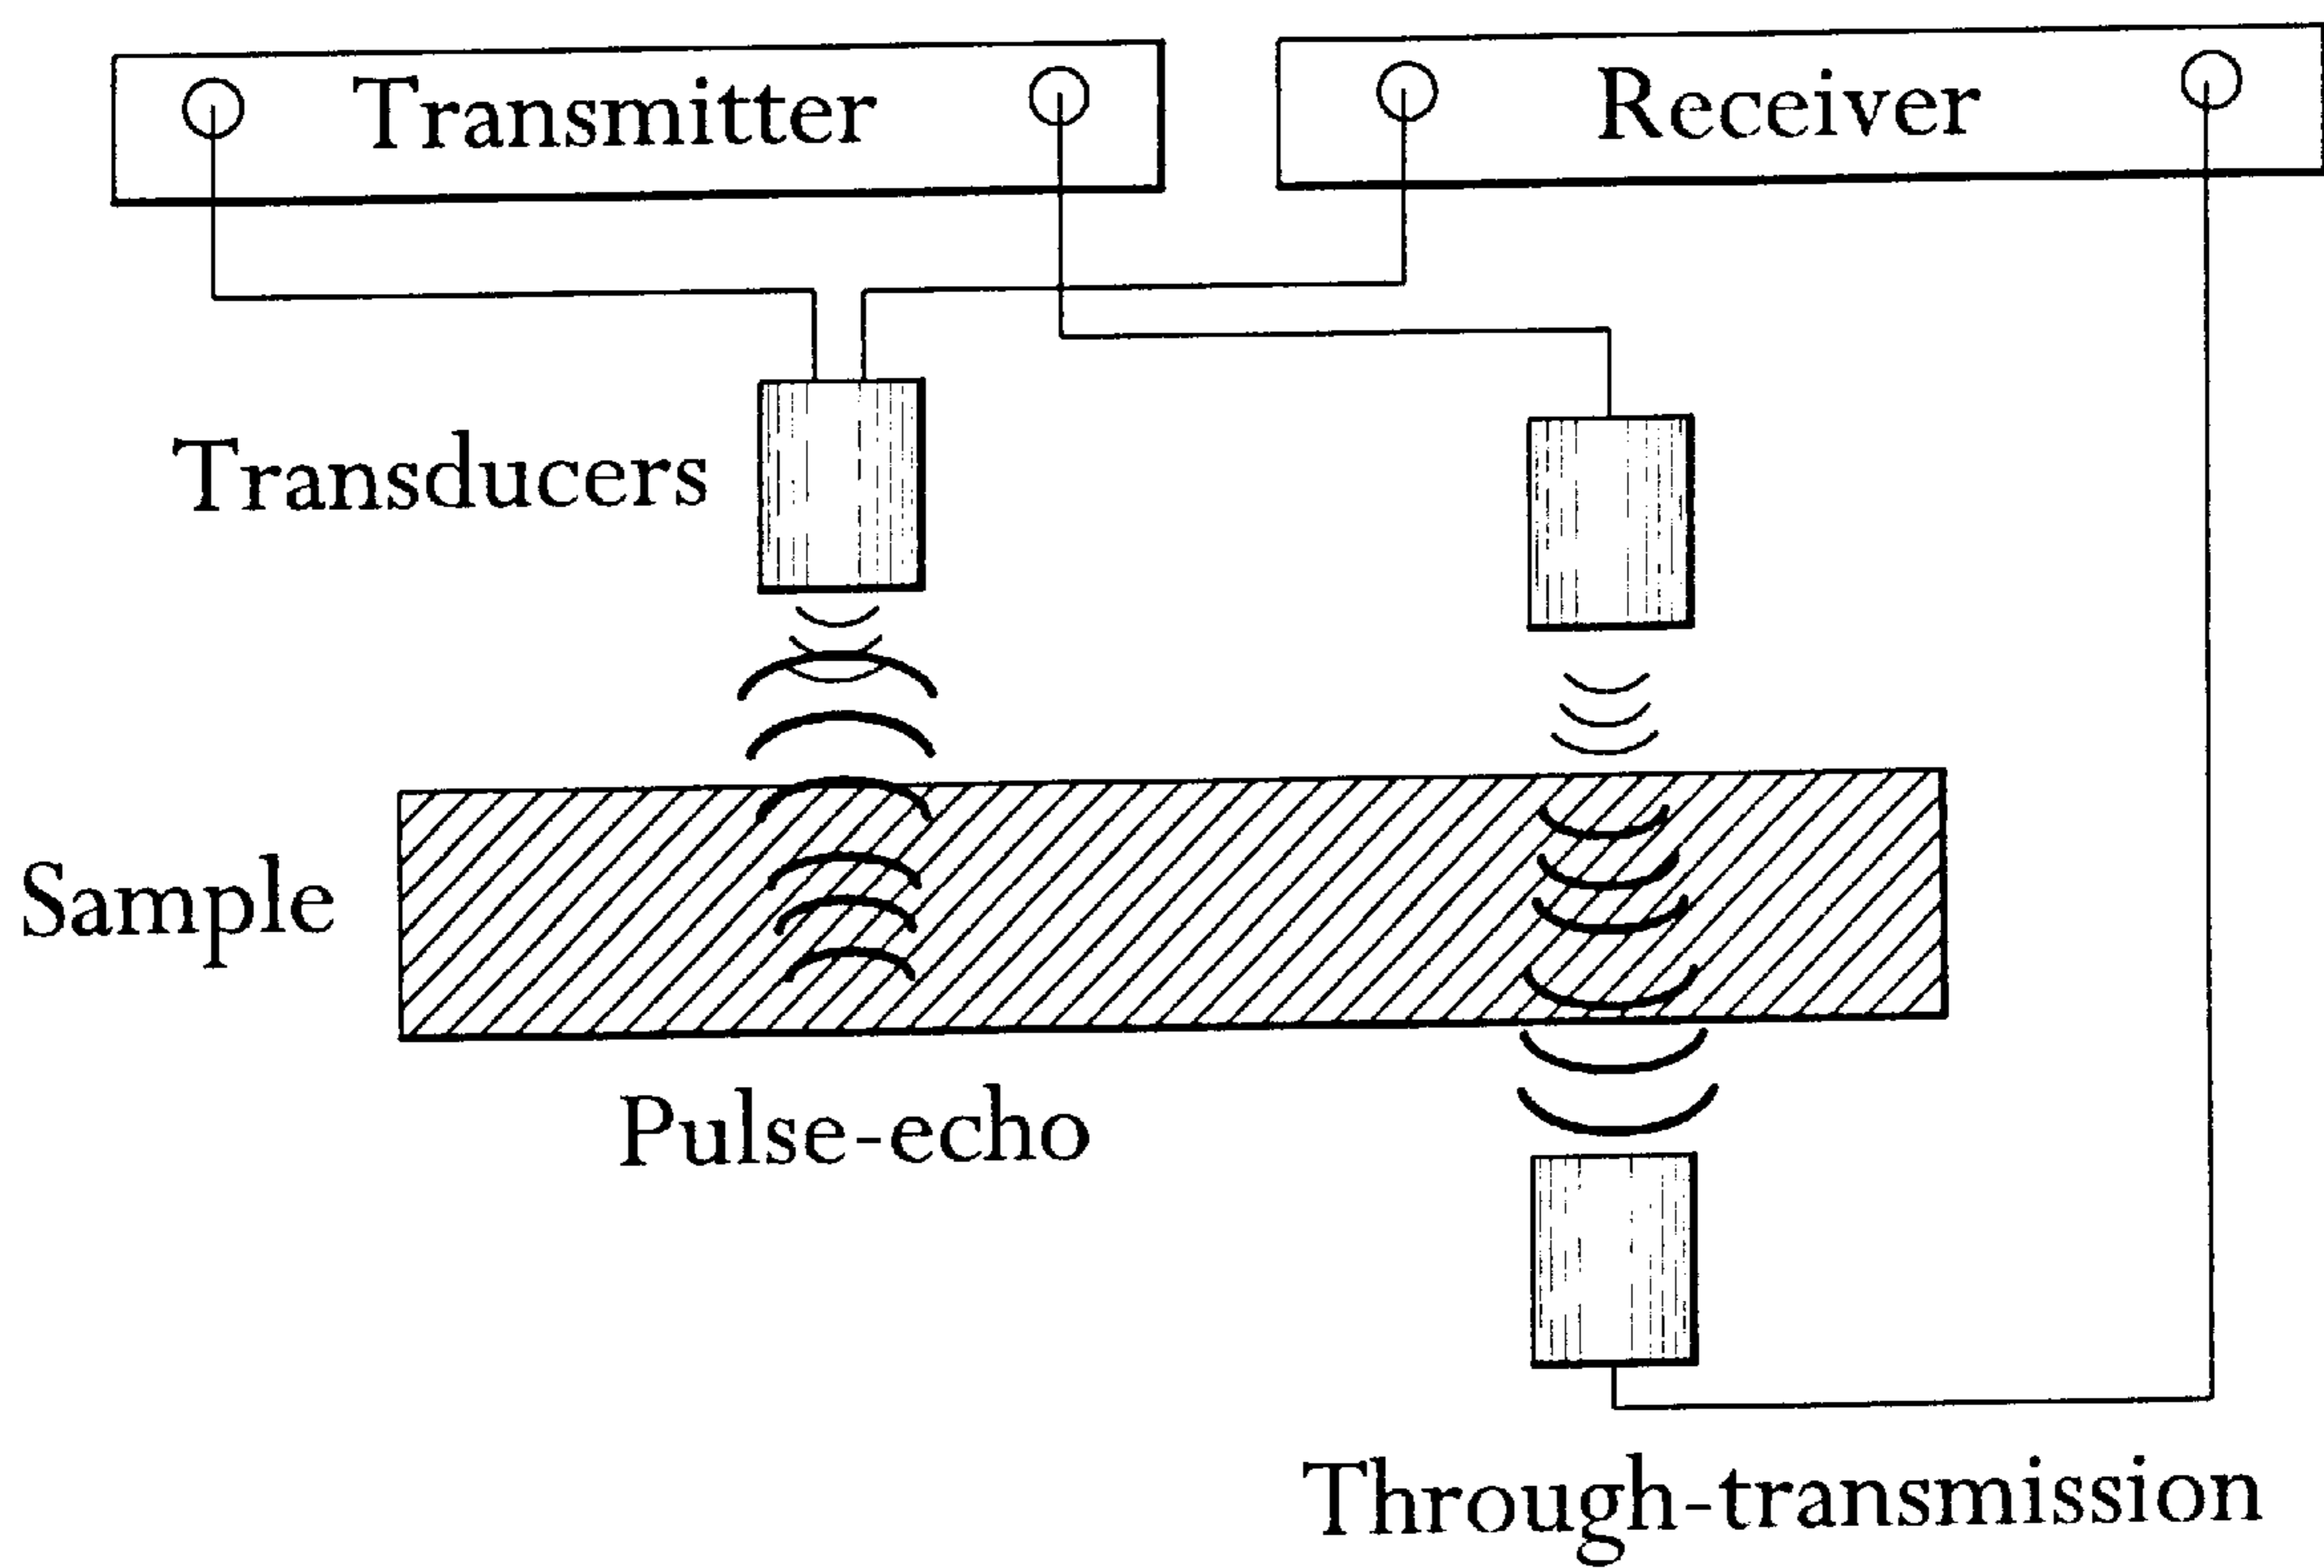 Transmitter
Receiver
Transducers
Sample
Pulse-echo
Through-transmission